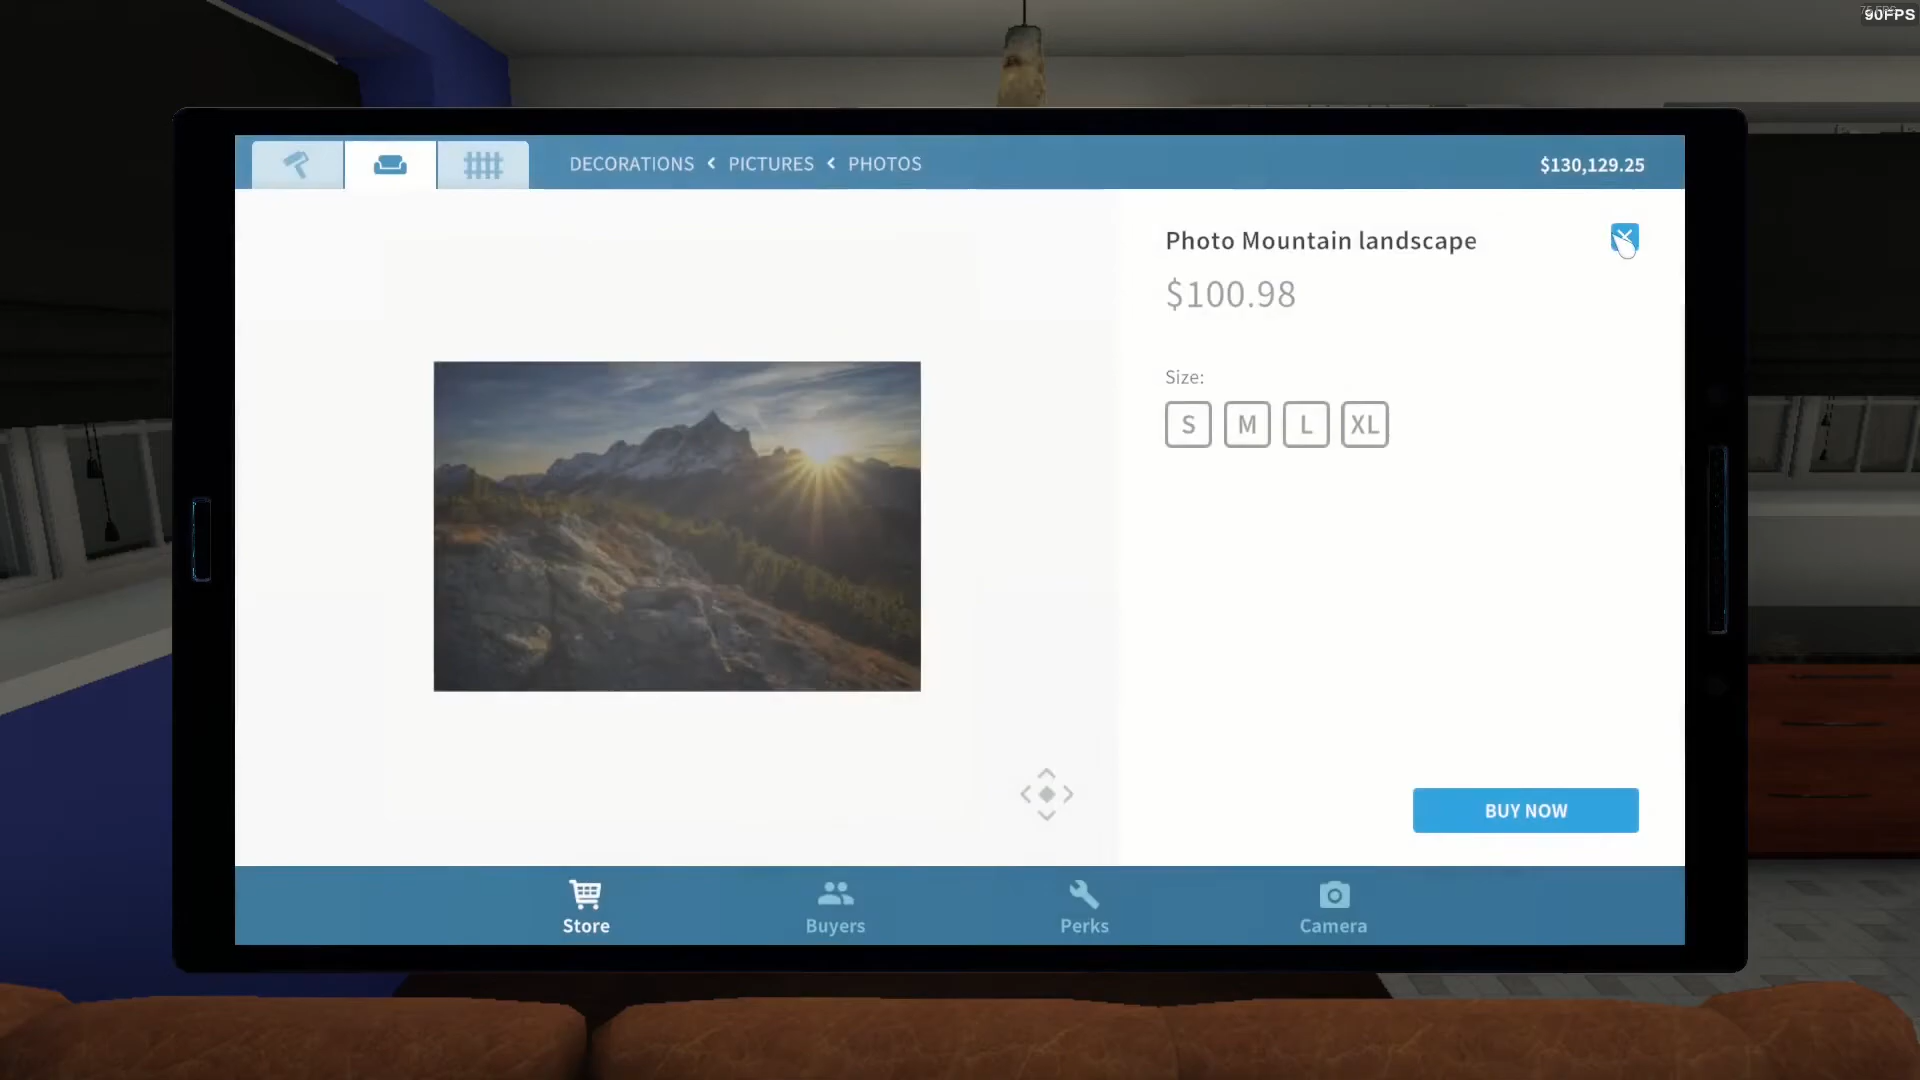 90FPS
DECORATIONS < PICTURES < PHOTOS
$130,129.25
Photo Mountain landscape
$100.98
Size:
S M L XL
BUY NOW
Store Buyers Perks Camera